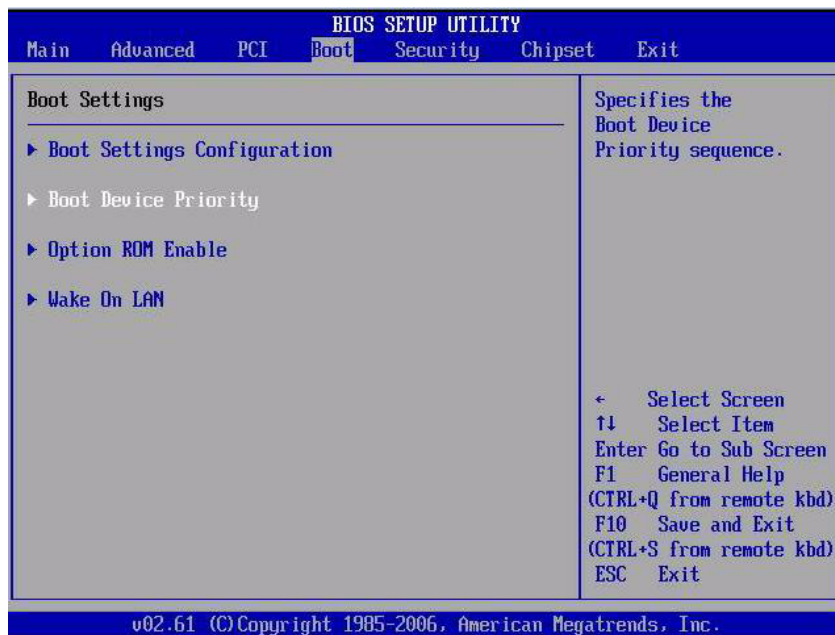 BIOS SETUP UTILITY
Main Advanced PCI Boot Security Chipset Exit
Boot Settings
▶ Boot Settings Configuration
▶ Boot Device Priority
▶ Option ROM Enable
▶ Wake On LAN
Specifies the
Boot Device
Priority sequence.
← Select Screen
↑↓ Select Item
Enter Go to Sub Screen
F1 General Help
(CTRL+Q from remote kbd)
F10 Save and Exit
(CTRL+S from remote kbd)
ESC Exit
v02.61 (C)Copyright 1985-2006, American Megatrends, Inc.